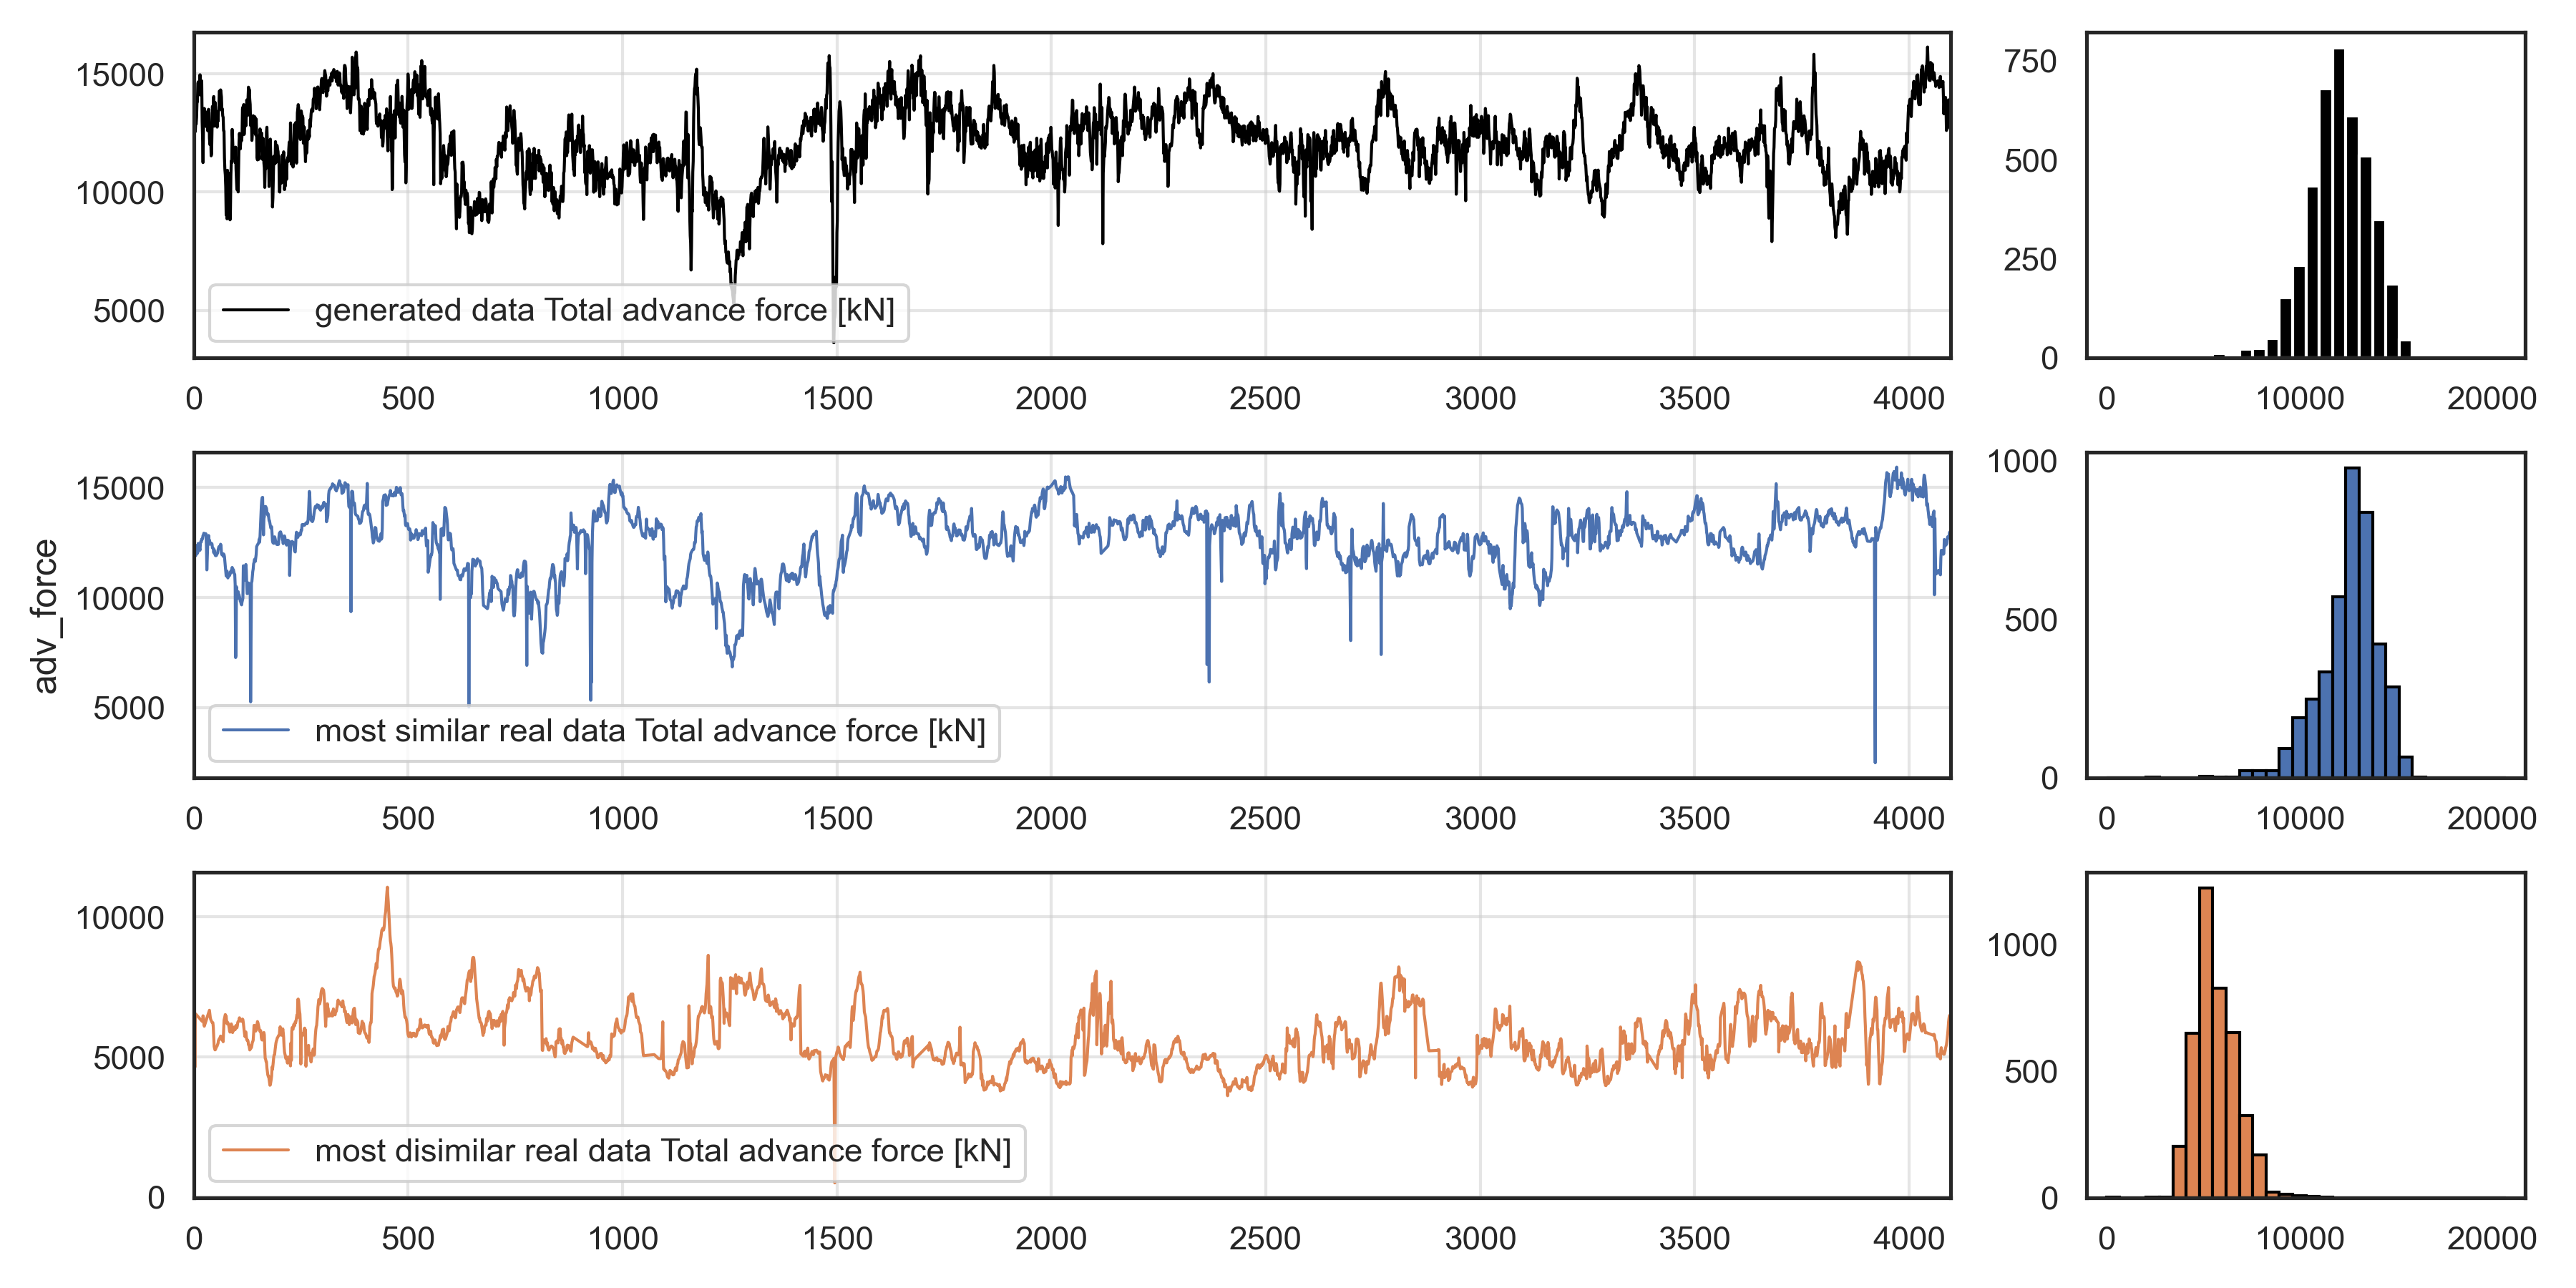 15000
10000
5000
generated data Total advance force [kN]
0 500 1000 1500 2000 2500 3000 3500 4000
750
500
250
0
0 10000 20000
adv_force
15000
10000
5000
most similar real data Total advance force [kN]
0 500 1000 1500 2000 2500 3000 3500 4000
1000
500
0
0 10000 20000
10000
5000
0
most disimilar real data Total advance force [kN]
0 500 1000 1500 2000 2500 3000 3500 4000
1000
500
0
0 10000 20000